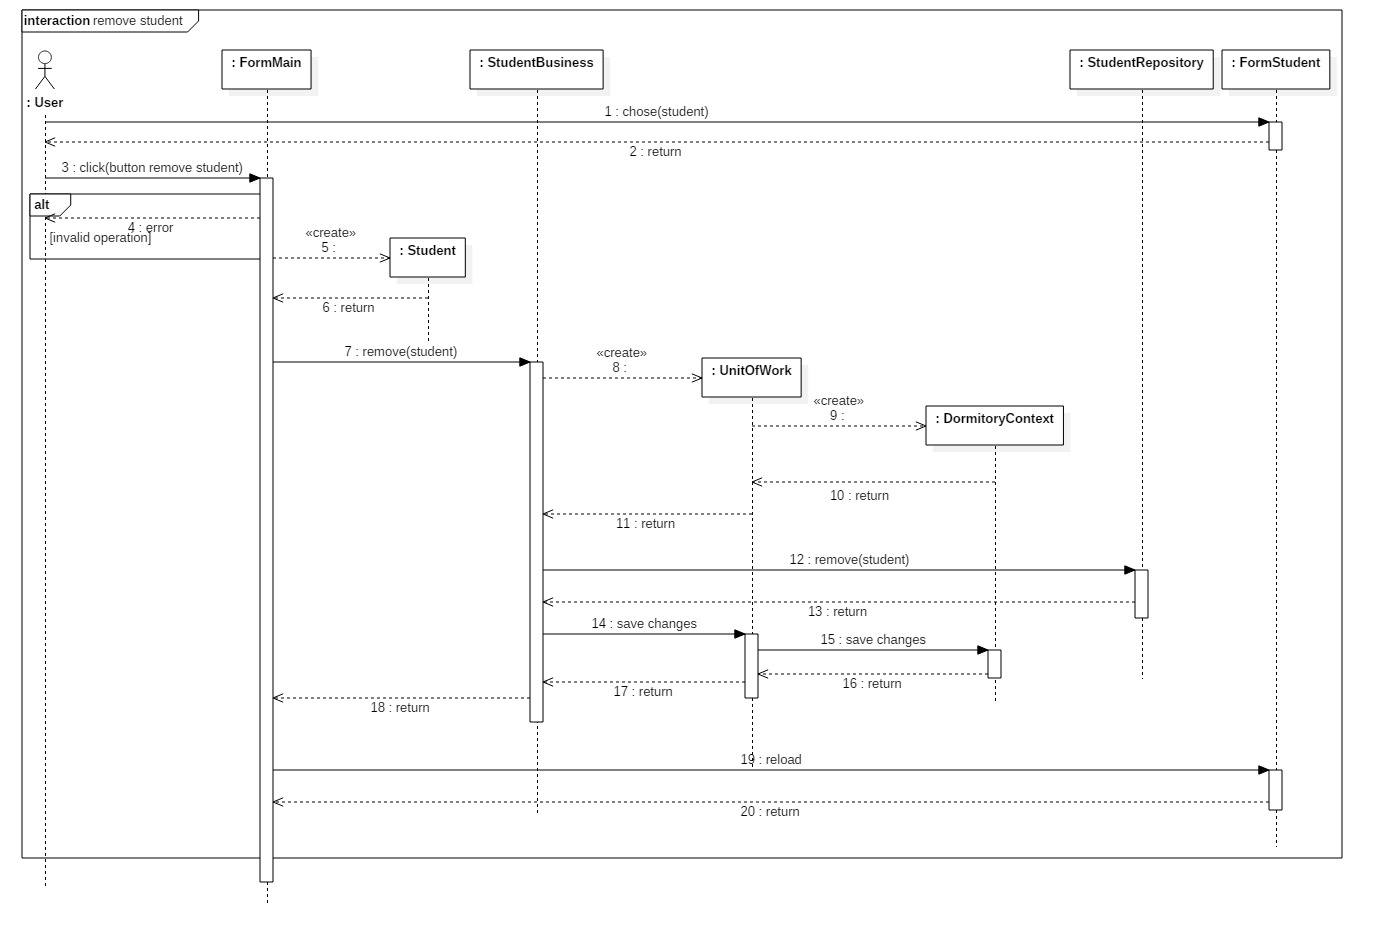 interaction remove student
: FormMain
: StudentBusiness
: StudentRepository
: FormStudent
: User
1 : chose(student)
2 : return
3 : click(button remove student)
alt
4 : error
[invalid operation]
«create»
5 :
: Student
6 : return
7 : remove(student)
«create»
8 :
: UnitOfWork
«create»
9 :
: DormitoryContext
10 : return
11 : return
12 : remove(student)
13 : return
14 : save changes
15 : save changes
16 : return
17 : return
18 : return
19 : reload
20 : return